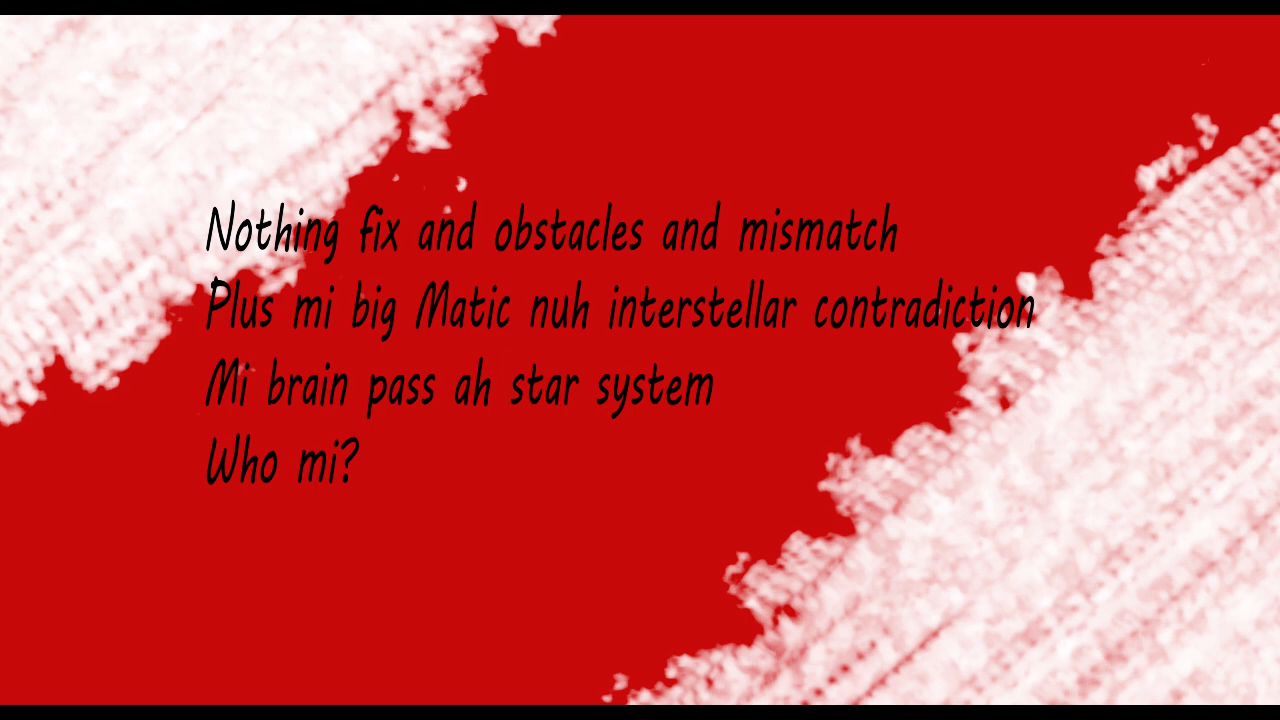 Nothing fix and obstacles and mismatch
Plus mi big Matic nuh interstellar contradiction
Mi brain pass ah star system
Who mi?